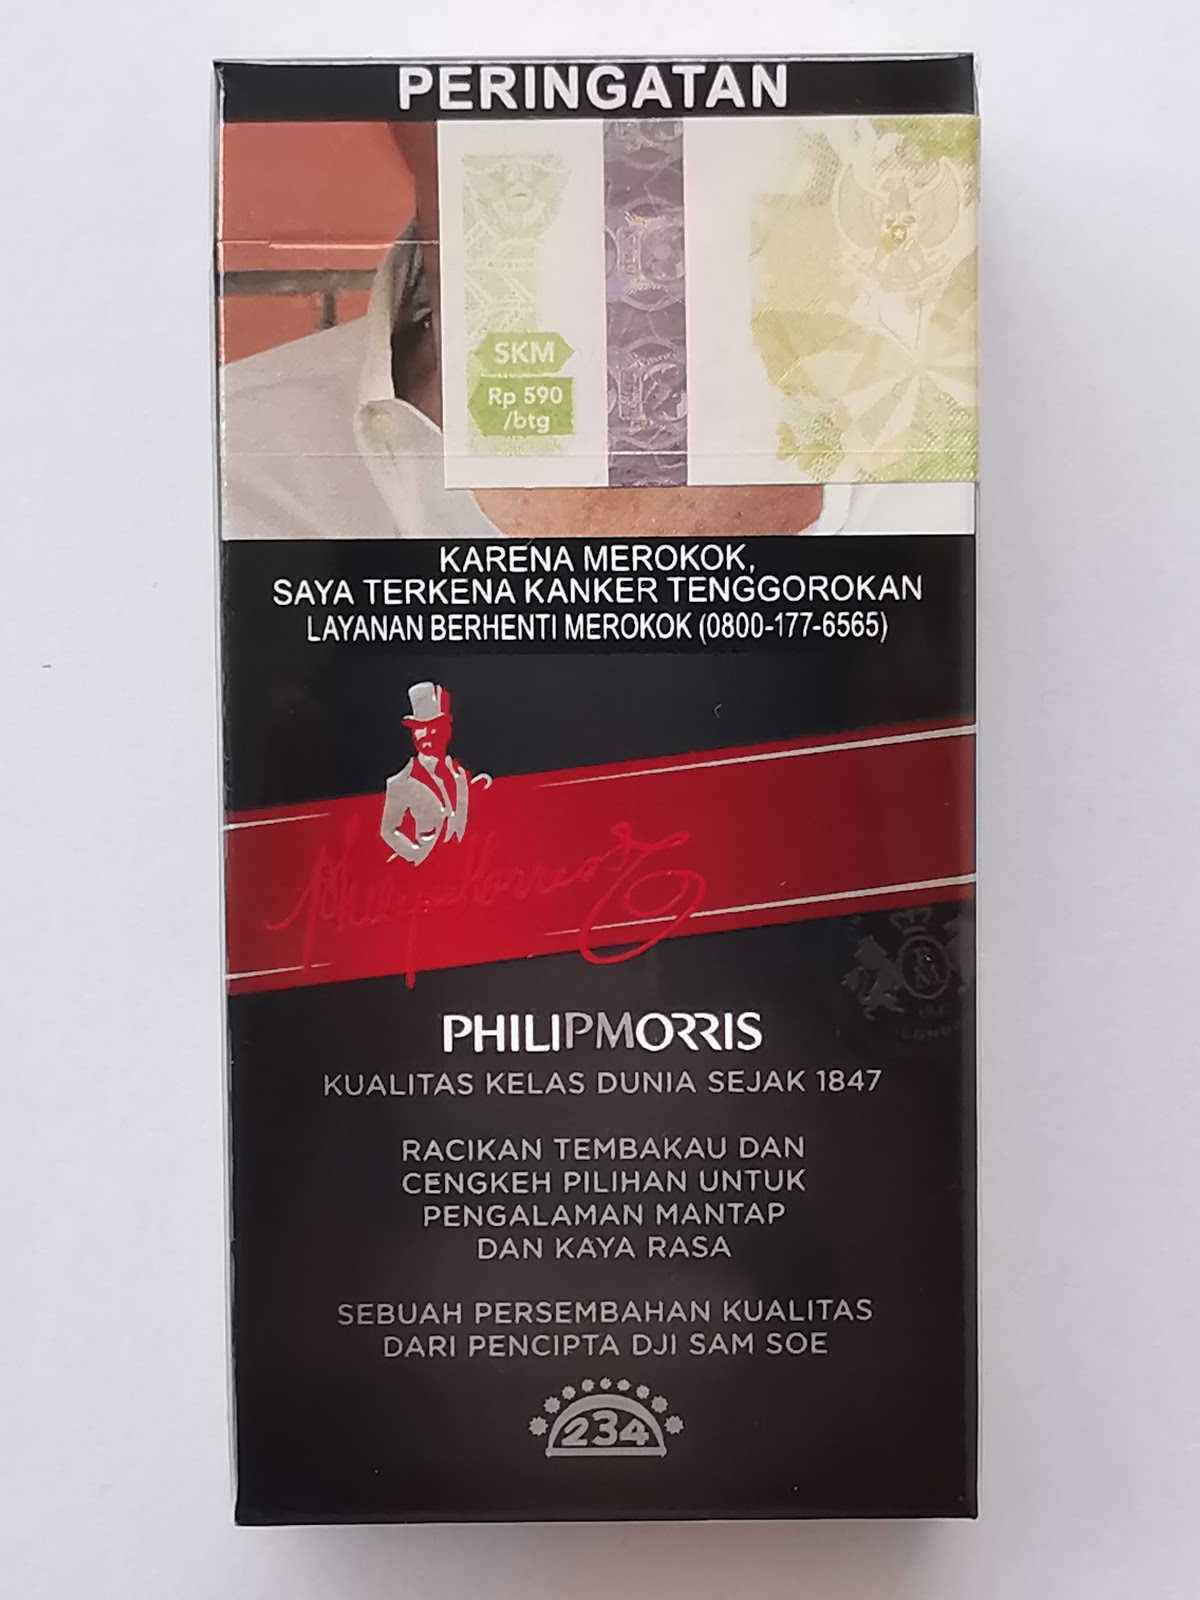 PERINGATAN
SKM
Rp 590
/btg
KARENA MEROKOK,
SAYA TERKENA KANKER TENGGOROKAN
LAYANAN BERHENTI MEROKOK (0800-177-6565)
Philip Morris
PHILIPMORRIS
KUALITAS KELAS DUNIA SEJAK 1847
RACIKAN TEMBAKAU DAN
CENGKEH PILIHAN UNTUK
PENGALAMAN MANTAP
DAN KAYA RASA
SEBUAH PERSEMBAHAN KUALITAS
DARI PENCIPTA DJI SAM SOE
234